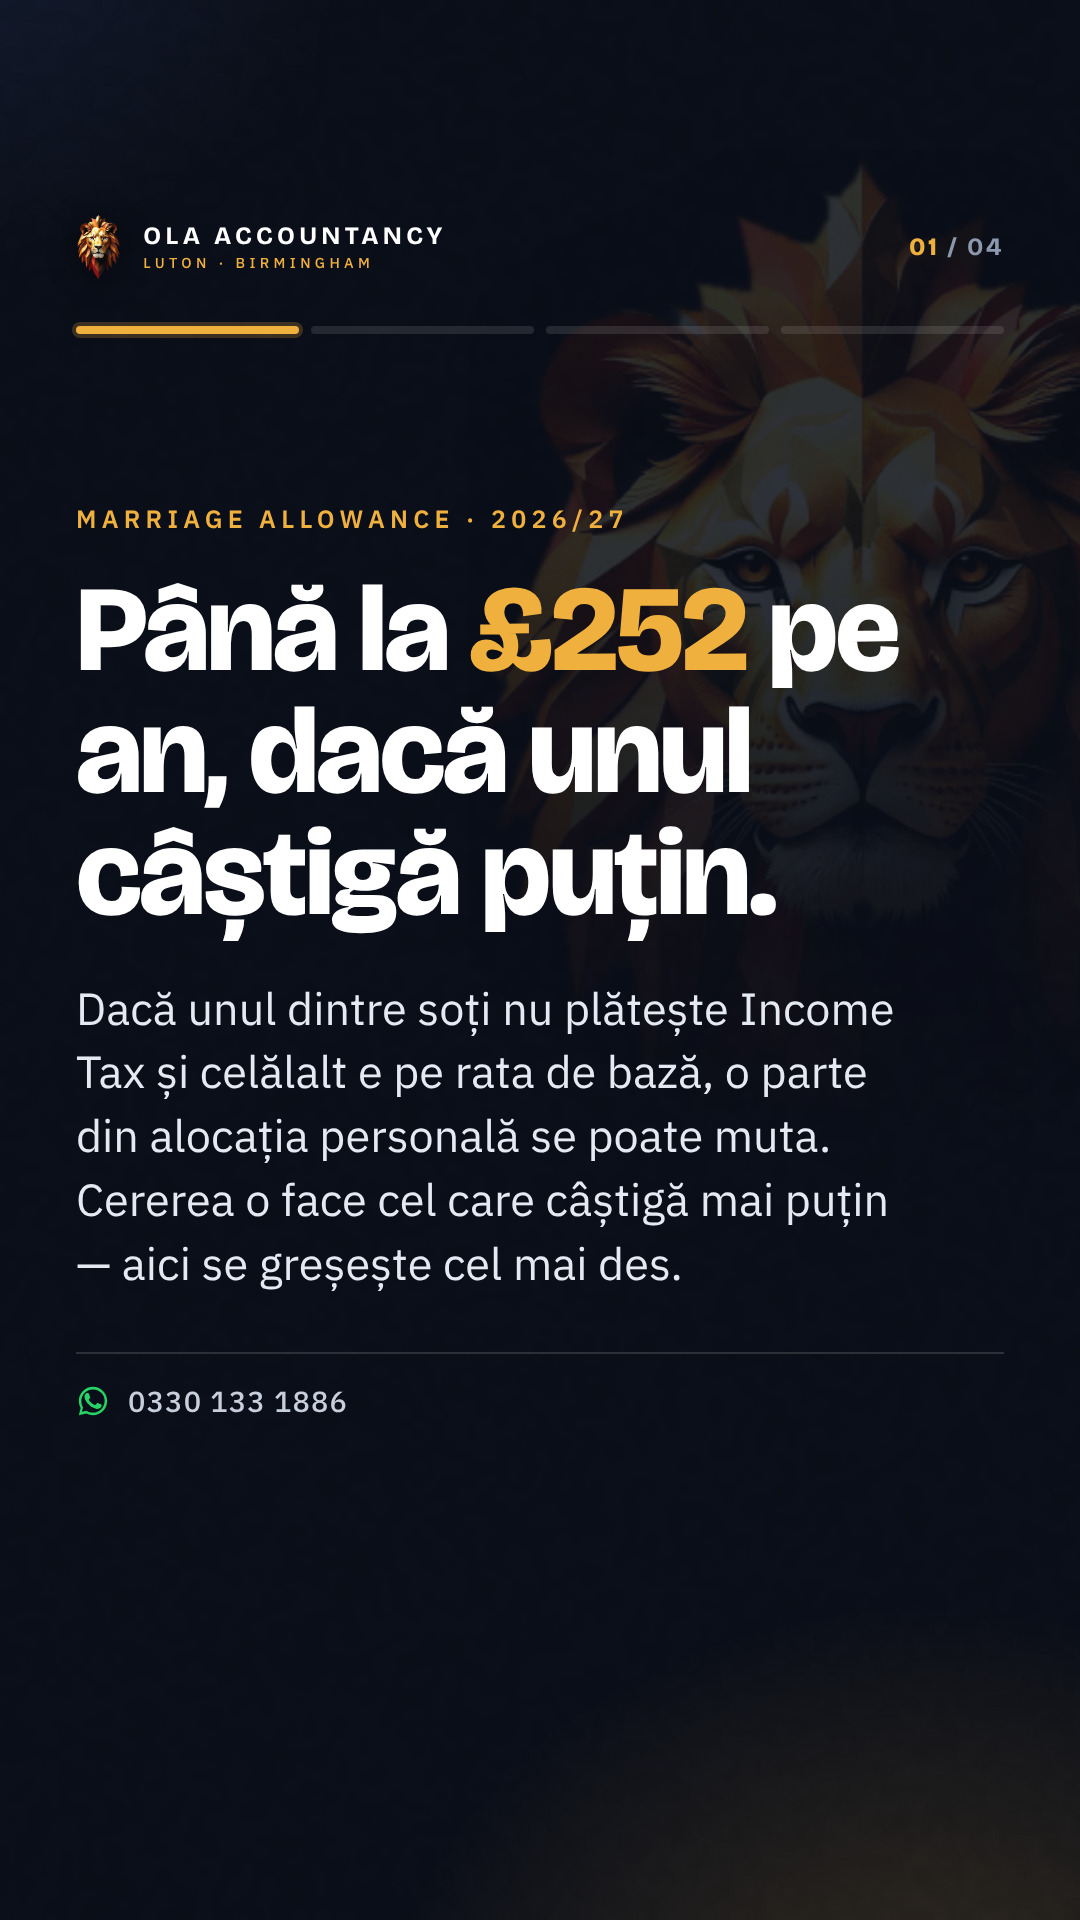 OLA ACCOUNTANCY
LUTON · BIRMINGHAM
01 / 04
MARRIAGE ALLOWANCE · 2026/27
Până la £252 pe
an, dacă unul
câștigă puțin.
Dacă unul dintre soți nu plătește Income
Tax și celălalt e pe rata de bază, o parte
din alocația personală se poate muta.
Cererea o face cel care câștigă mai puțin
— aici se greșește cel mai des.
0330 133 1886